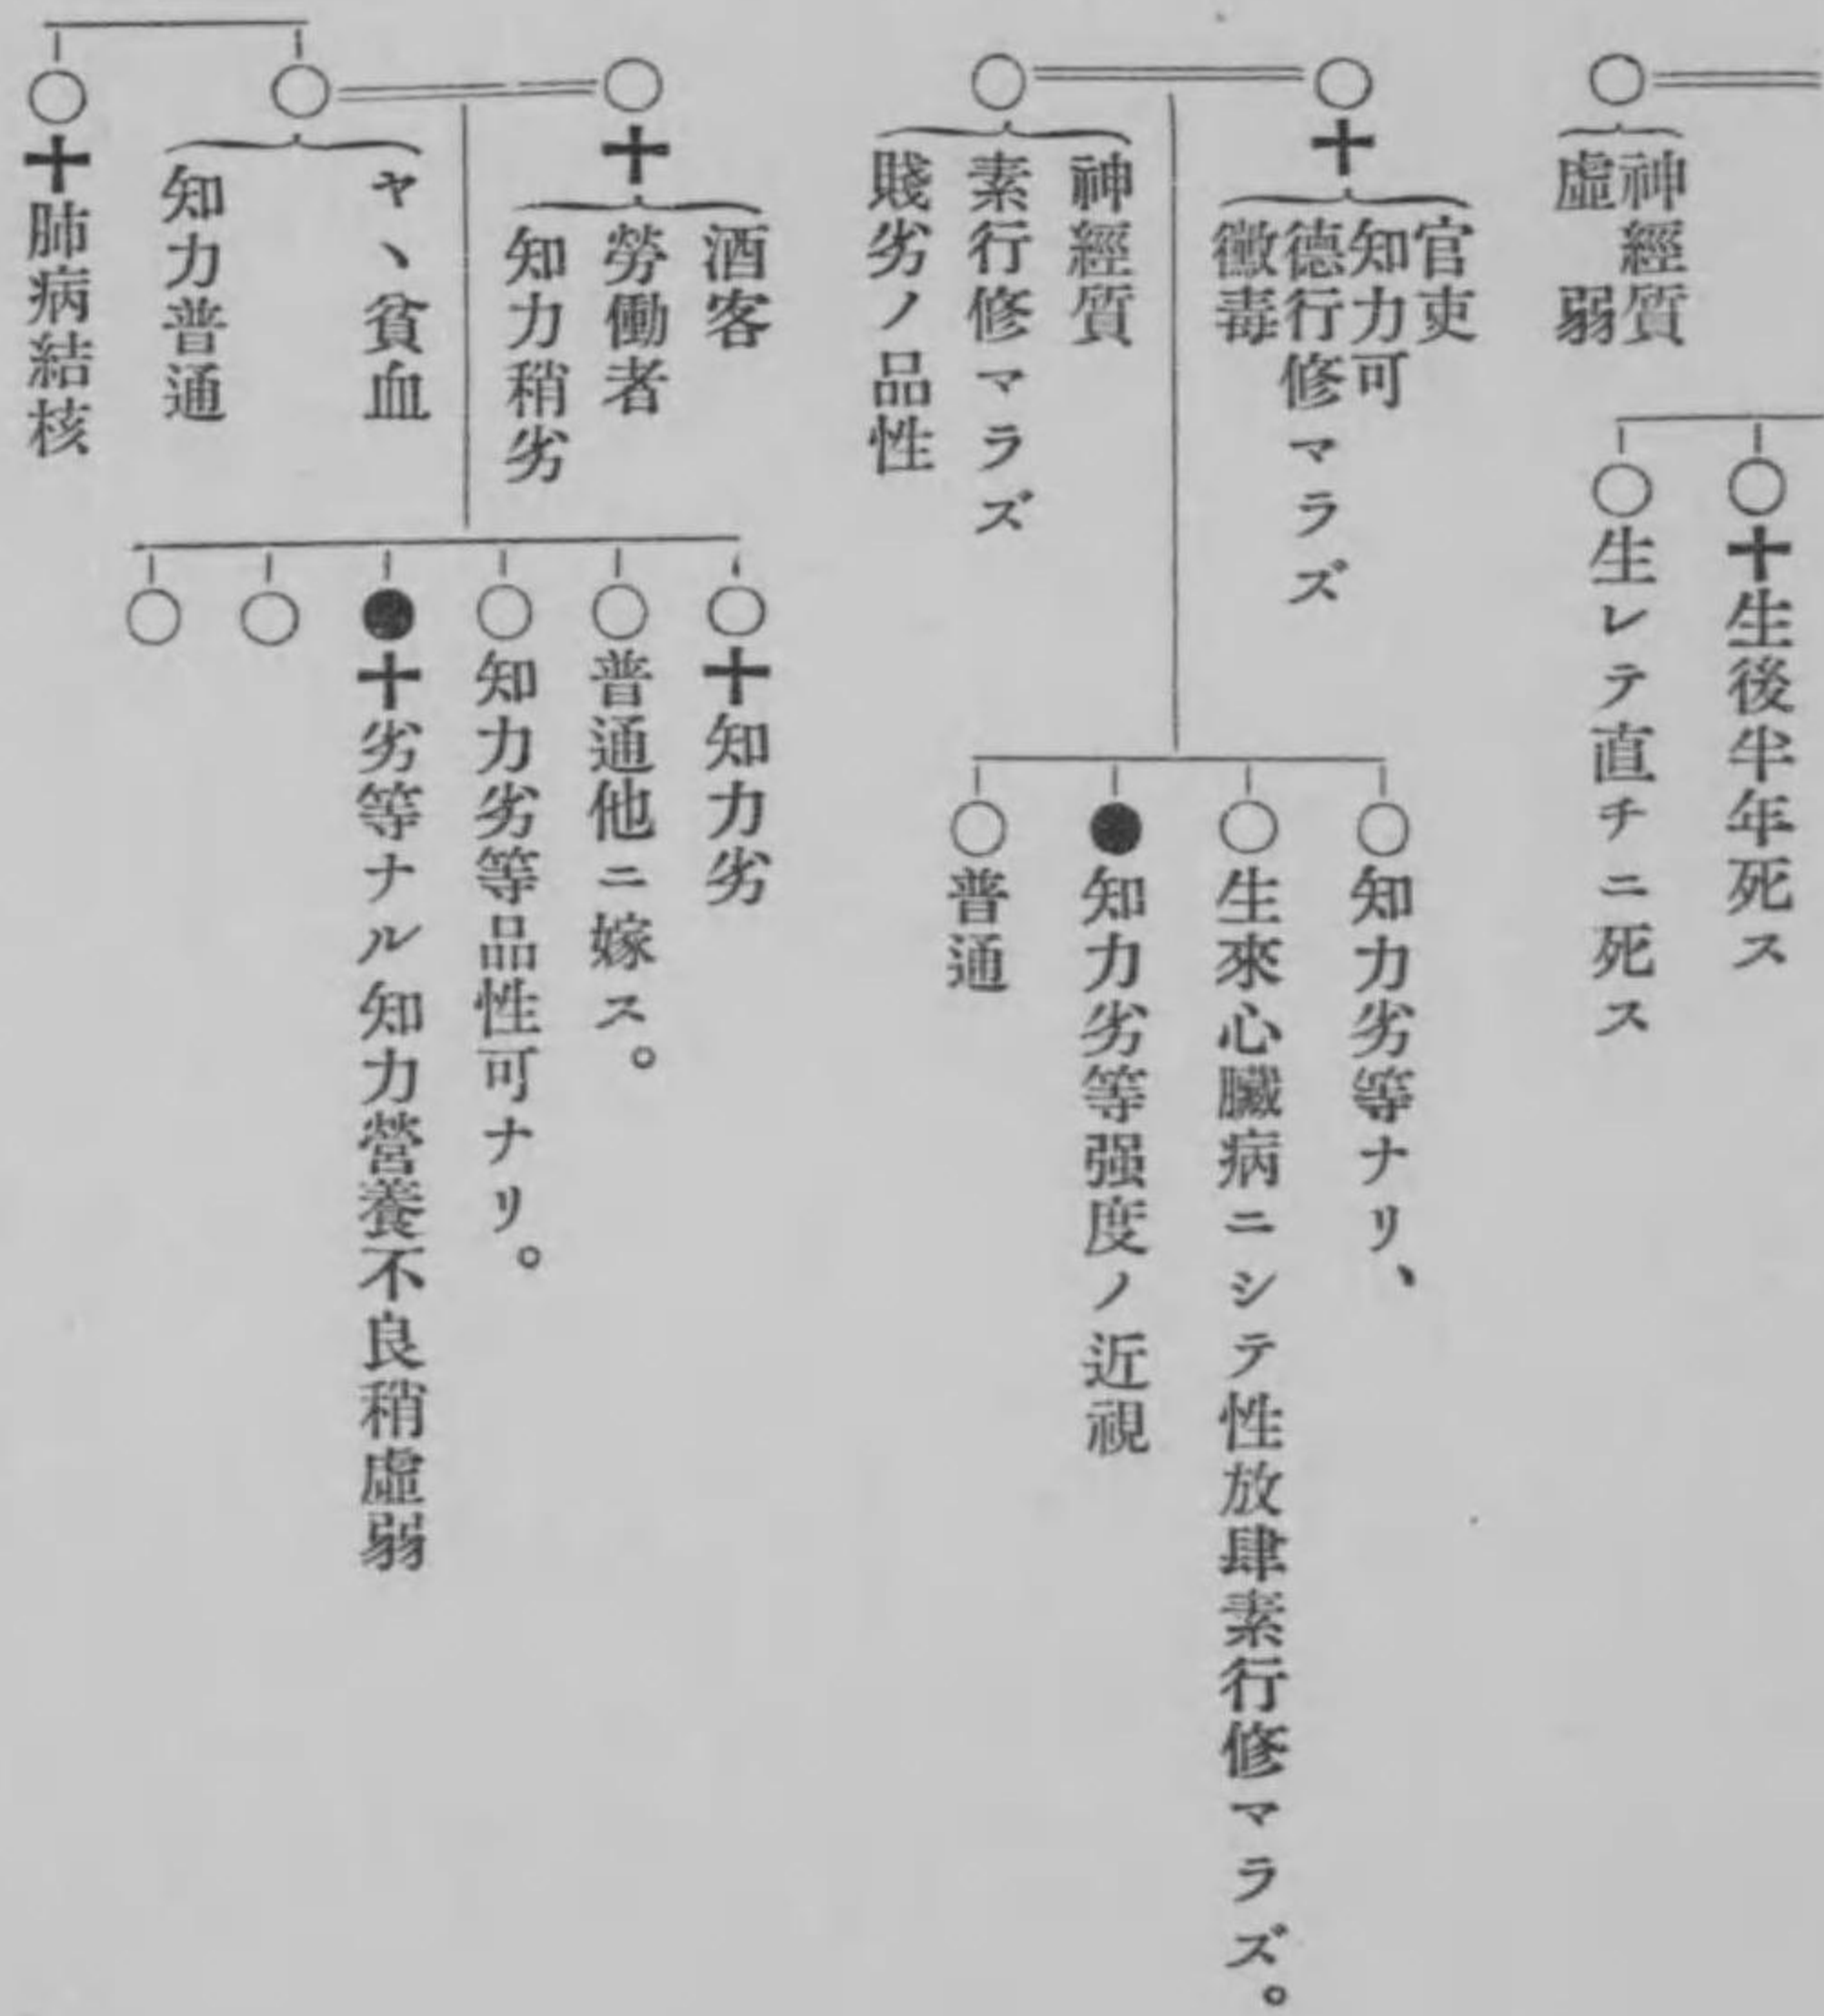 神經質
虛弱
✚生後半年死ス
生レテ直チニ死ス
✚
官吏
知力可
德行修マラズ
黴毒
神經質
素行修マラズ
賤劣ノ品性
知力劣等ナリ、
生來心臟病ニシテ性放肆素行修マラズ。
知力劣等强度ノ近視
普通
✚
酒客
勞働者
知力稍劣
ヤヽ貧血
知力普通
✚肺病結核
✚知力劣
普通他ニ嫁ス。
知力劣等品性可ナリ。
✚劣等ナル知力營養不良稍虛弱